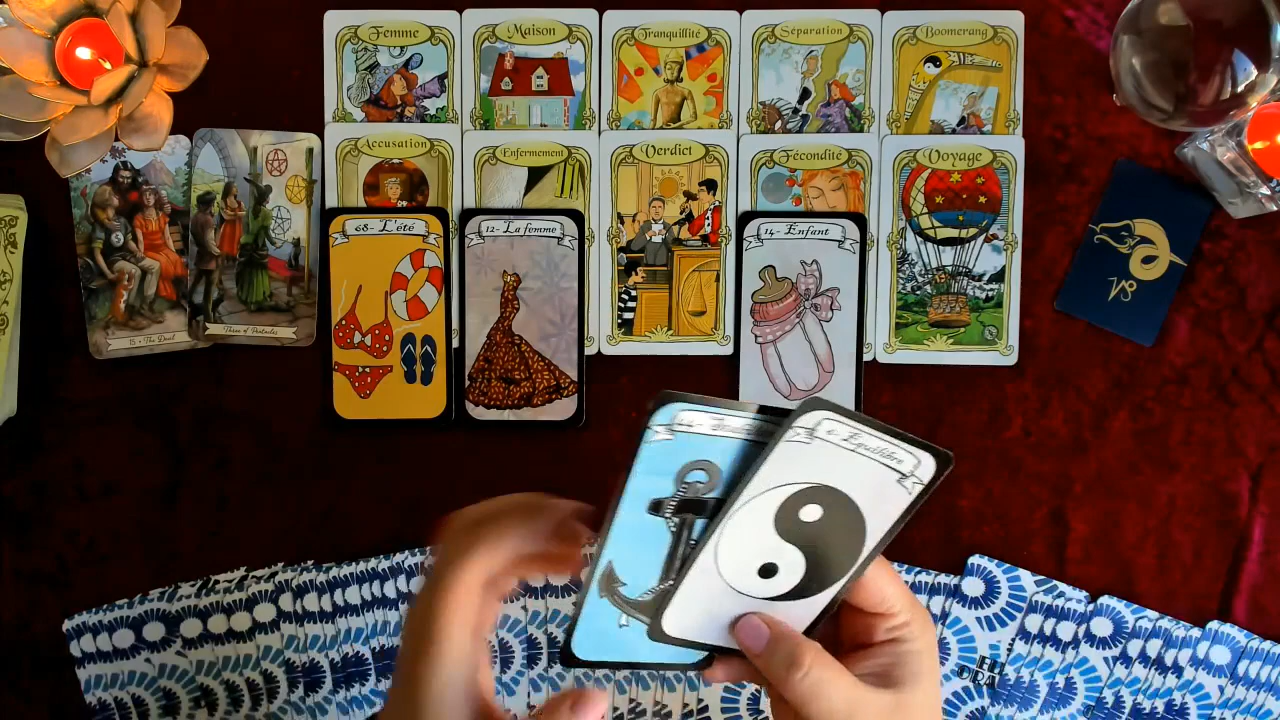 Femme
Maison
Tranquillité
Séparation
Boomerang
Accusation
Enfermement
Verdict
Fécondité
Voyage
15 • The Devil
Three of Pentacles
68- L'été
12- La femme
14- Enfant
6- Equilibre